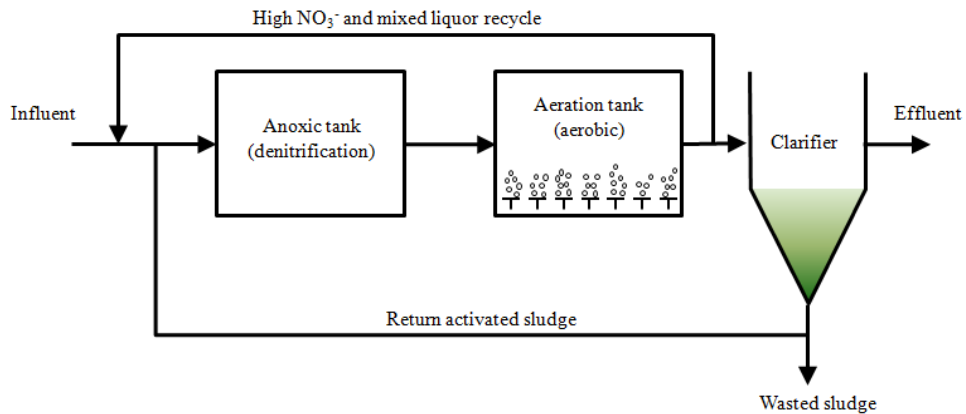 High NO₃⁻ and mixed liquor recycle
Influent
Anoxic tank
(denitrification)
Aeration tank
(aerobic)
Clarifier
Effluent
Return activated sludge
Wasted sludge